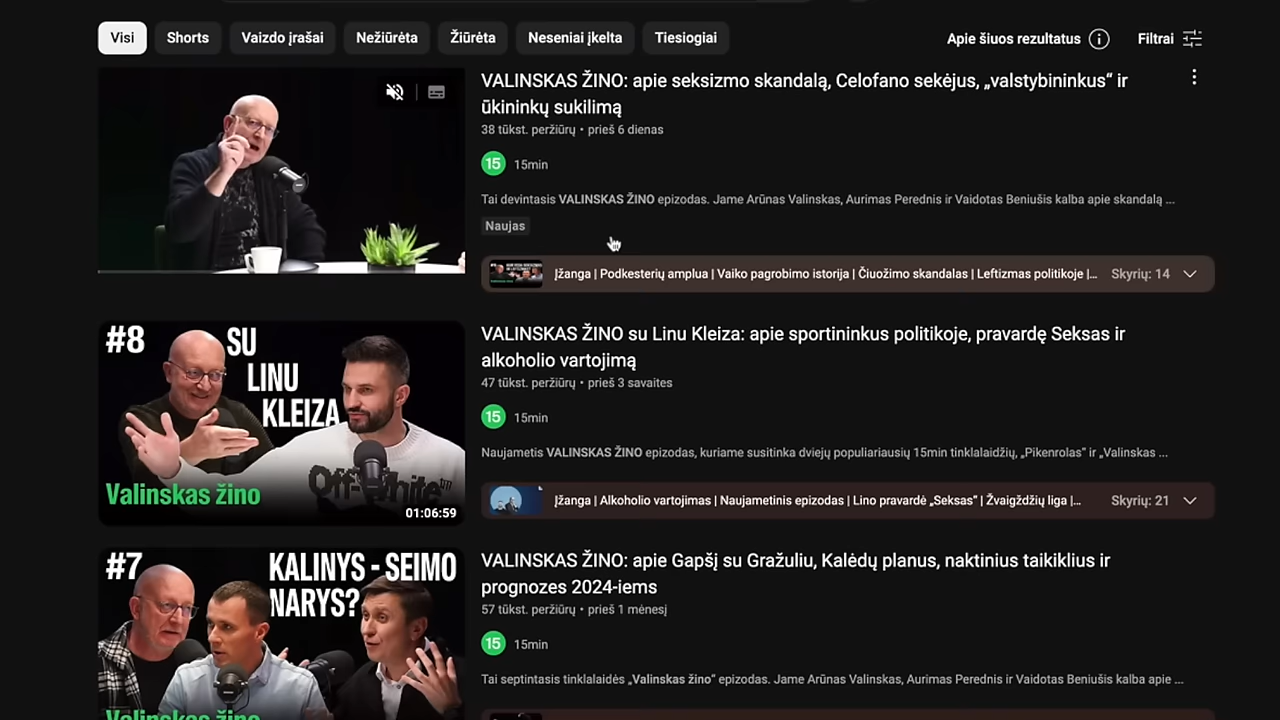 Visi
Shorts
Vaizdo įrašai
Nežiūrėta
Žiūrėta
Neseniai įkelta
Tiesiogiai
Apie šiuos rezultatus
Filtrai
VALINSKAS ŽINO: apie seksizmo skandalą, Celofano sekėjus, „valstybininkus“ ir
ūkininkų sukilimą
38 tūkst. peržiūrų • prieš 6 dienas
15 15min
Tai devintasis VALINSKAS ŽINO epizodas. Jame Arūnas Valinskas, Aurimas Perednis ir Vaidotas Beniušis kalba apie skandalą ...
Naujas
Įžanga | Podkesterių amplua | Vaiko pagrobimo istorija | Čiuožimo skandalas | Leftizmas politikoje |...
Skyrių: 14
#8
SU
LINU
KLEIZA
Off-White
Valinskas žino
01:06:59
VALINSKAS ŽINO su Linu Kleiza: apie sportininkus politikoje, pravardę Seksas ir
alkoholio vartojimą
47 tūkst. peržiūrų • prieš 3 savaites
15 15min
Naujametis VALINSKAS ŽINO epizodas, kuriame susitinka dviejų populiariausių 15min tinklalaidžių, „Pikenrolas“ ir „Valinskas ...
Įžanga | Alkoholio vartojimas | Naujametinis epizodas | Lino pravardė „Seksas“ | Žvaigždžių lyga |...
Skyrių: 21
#7
KALINYS - SEIMO
NARYS?
Valinskas žino
VALINSKAS ŽINO: apie Gapšį su Gražuliu, Kalėdų planus, naktinius taikiklius ir
prognozes 2024-iems
57 tūkst. peržiūrų • prieš 1 mėnesį
15 15min
Tai septintasis tinklalaidės „Valinskas žino“ epizodas. Jame Arūnas Valinskas, Aurimas Perednis ir Vaidotas Beniušis kalba apie ...